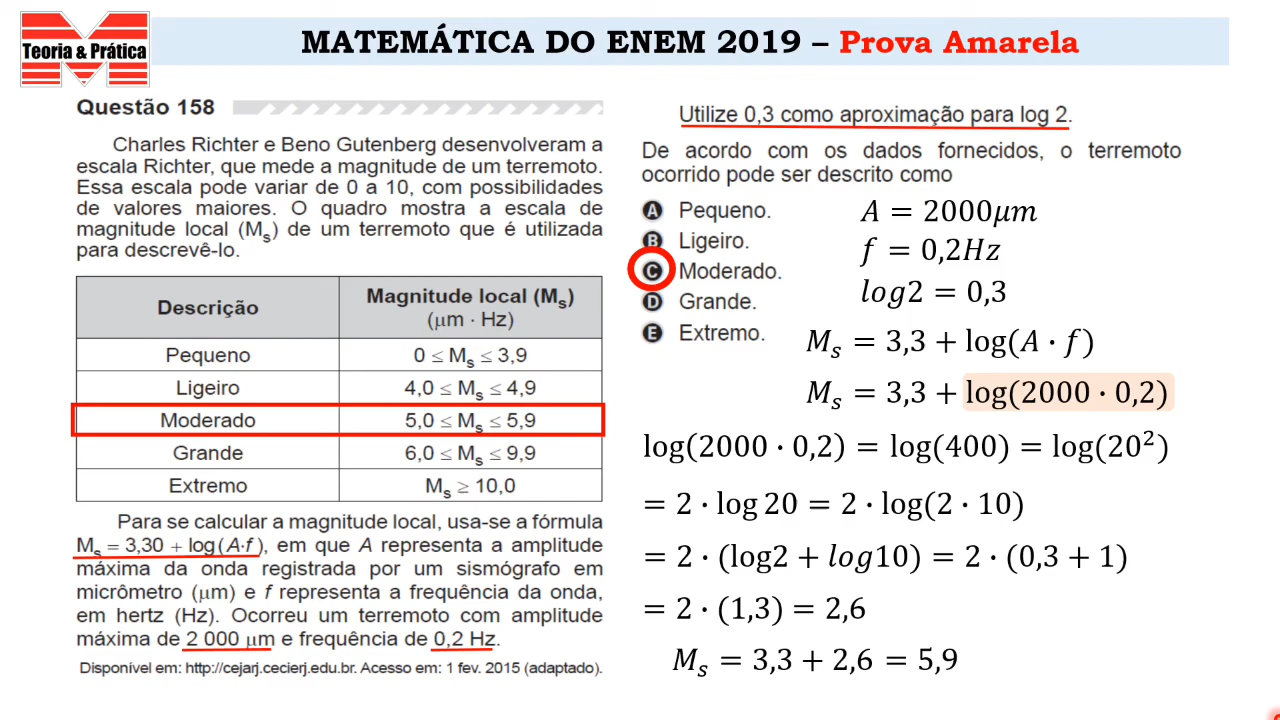 Teoria & Prática
MATEMÁTICA DO ENEM 2019 – Prova Amarela
Questão 158
Charles Richter e Beno Gutenberg desenvolveram a
escala Richter, que mede a magnitude de um terremoto.
Essa escala pode variar de 0 a 10, com possibilidades
de valores maiores. O quadro mostra a escala de
magnitude local (Mₛ) de um terremoto que é utilizada
para descrevê-lo.
Descrição
Magnitude local (Mₛ)
(μm · Hz)
Pequeno 0 ≤ Mₛ ≤ 3,9
Ligeiro 4,0 ≤ Mₛ ≤ 4,9
Moderado 5,0 ≤ Mₛ ≤ 5,9
Grande 6,0 ≤ Mₛ ≤ 9,9
Extremo Mₛ ≥ 10,0
Para se calcular a magnitude local, usa-se a fórmula
Mₛ = 3,30 + log(A·f), em que A representa a amplitude
máxima da onda registrada por um sismógrafo em
micrômetro (μm) e f representa a frequência da onda,
em hertz (Hz). Ocorreu um terremoto com amplitude
máxima de 2 000 μm e frequência de 0,2 Hz.
Disponível em: http://cejarj.cecierj.edu.br. Acesso em: 1 fev. 2015 (adaptado).
Utilize 0,3 como aproximação para log 2.
De acordo com os dados fornecidos, o terremoto
ocorrido pode ser descrito como
A Pequeno.
B Ligeiro.
C Moderado.
D Grande.
E Extremo.
A = 2000μm
f = 0,2Hz
log2 = 0,3
Mₛ = 3,3 + log(A · f)
Mₛ = 3,3 + log(2000 · 0,2)
log(2000 · 0,2) = log(400) = log(20²)
= 2 · log 20 = 2 · log(2 · 10)
= 2 · (log2 + log10) = 2 · (0,3 + 1)
= 2 · (1,3) = 2,6
Mₛ = 3,3 + 2,6 = 5,9